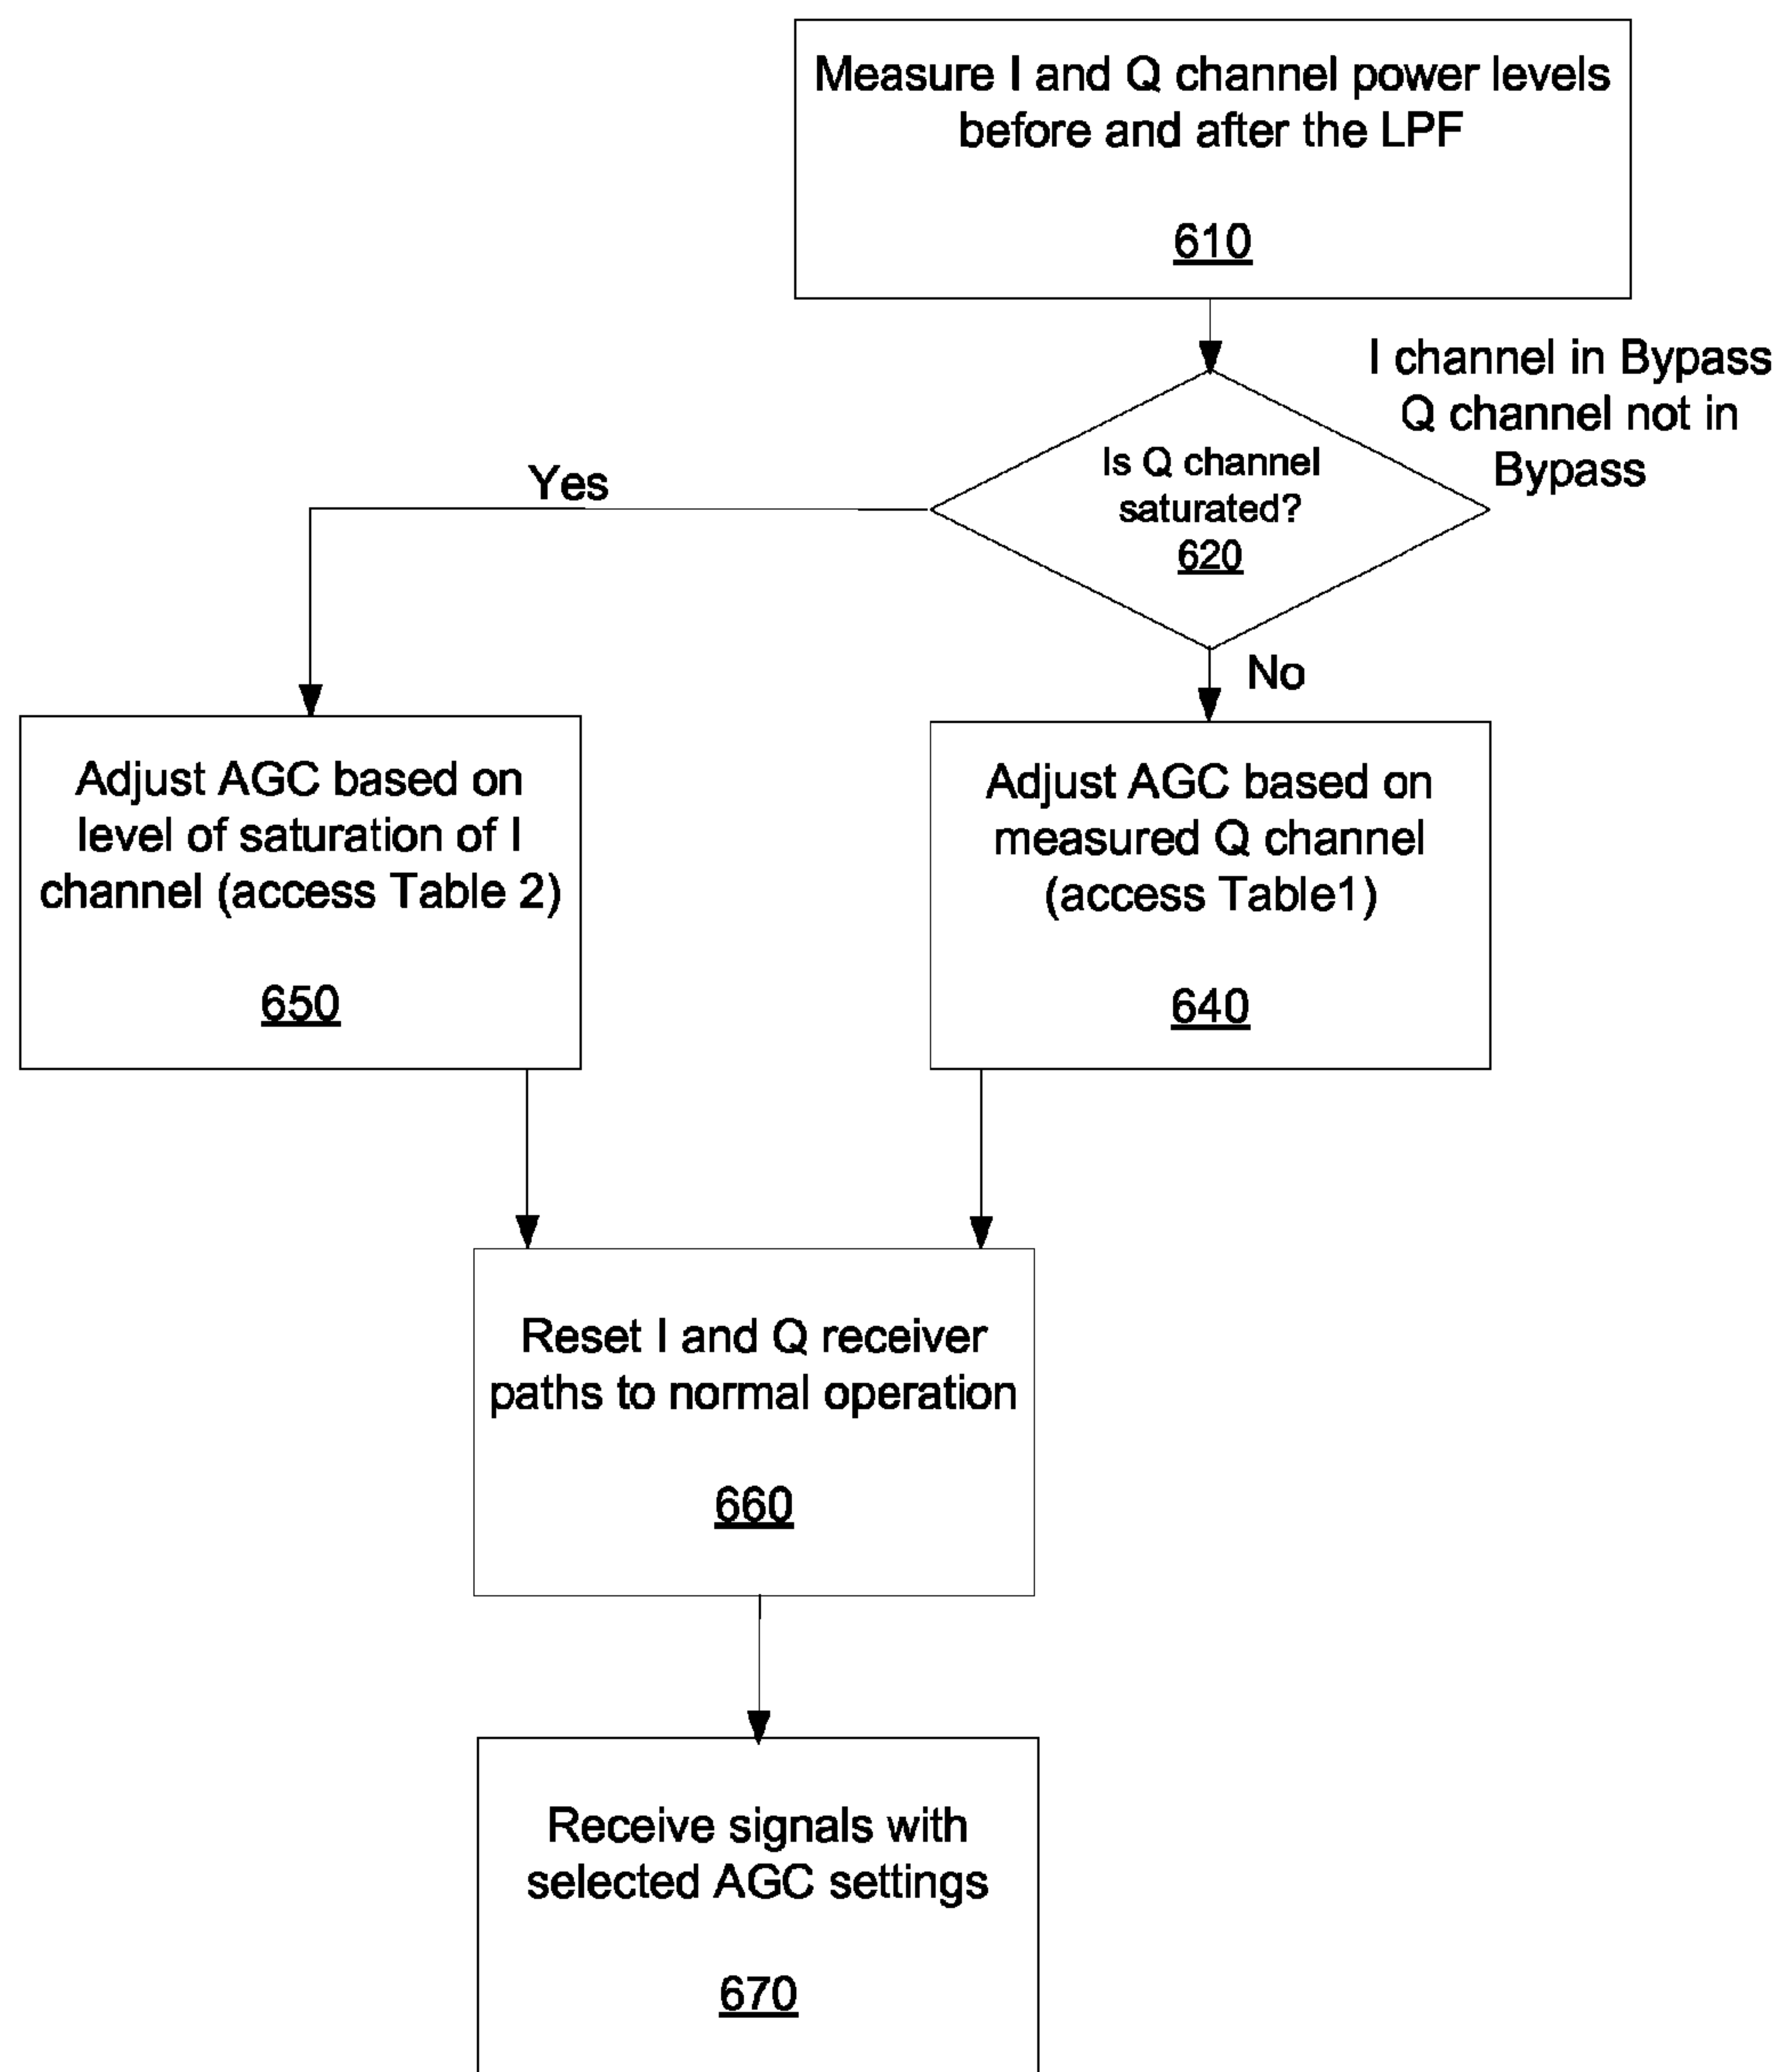 Measure I and Q channel power levels
before and after the LPF
610
I channel in Bypass
Q channel not in
Bypass
Is Q channel
saturated?
620
Yes
No
Adjust AGC based on
level of saturation of I
channel (access Table 2)
650
Adjust AGC based on
measured Q channel
(access Table1)
640
Reset I and Q receiver
paths to normal operation
660
Receive signals with
selected AGC settings
670